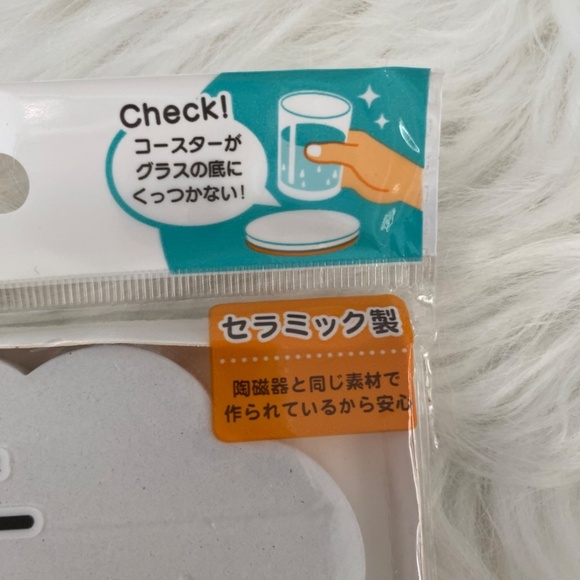 Check!
コースターが
グラスの底に
くっつかない!
セラミック製
陶磁器と同じ素材で
作られているから安心